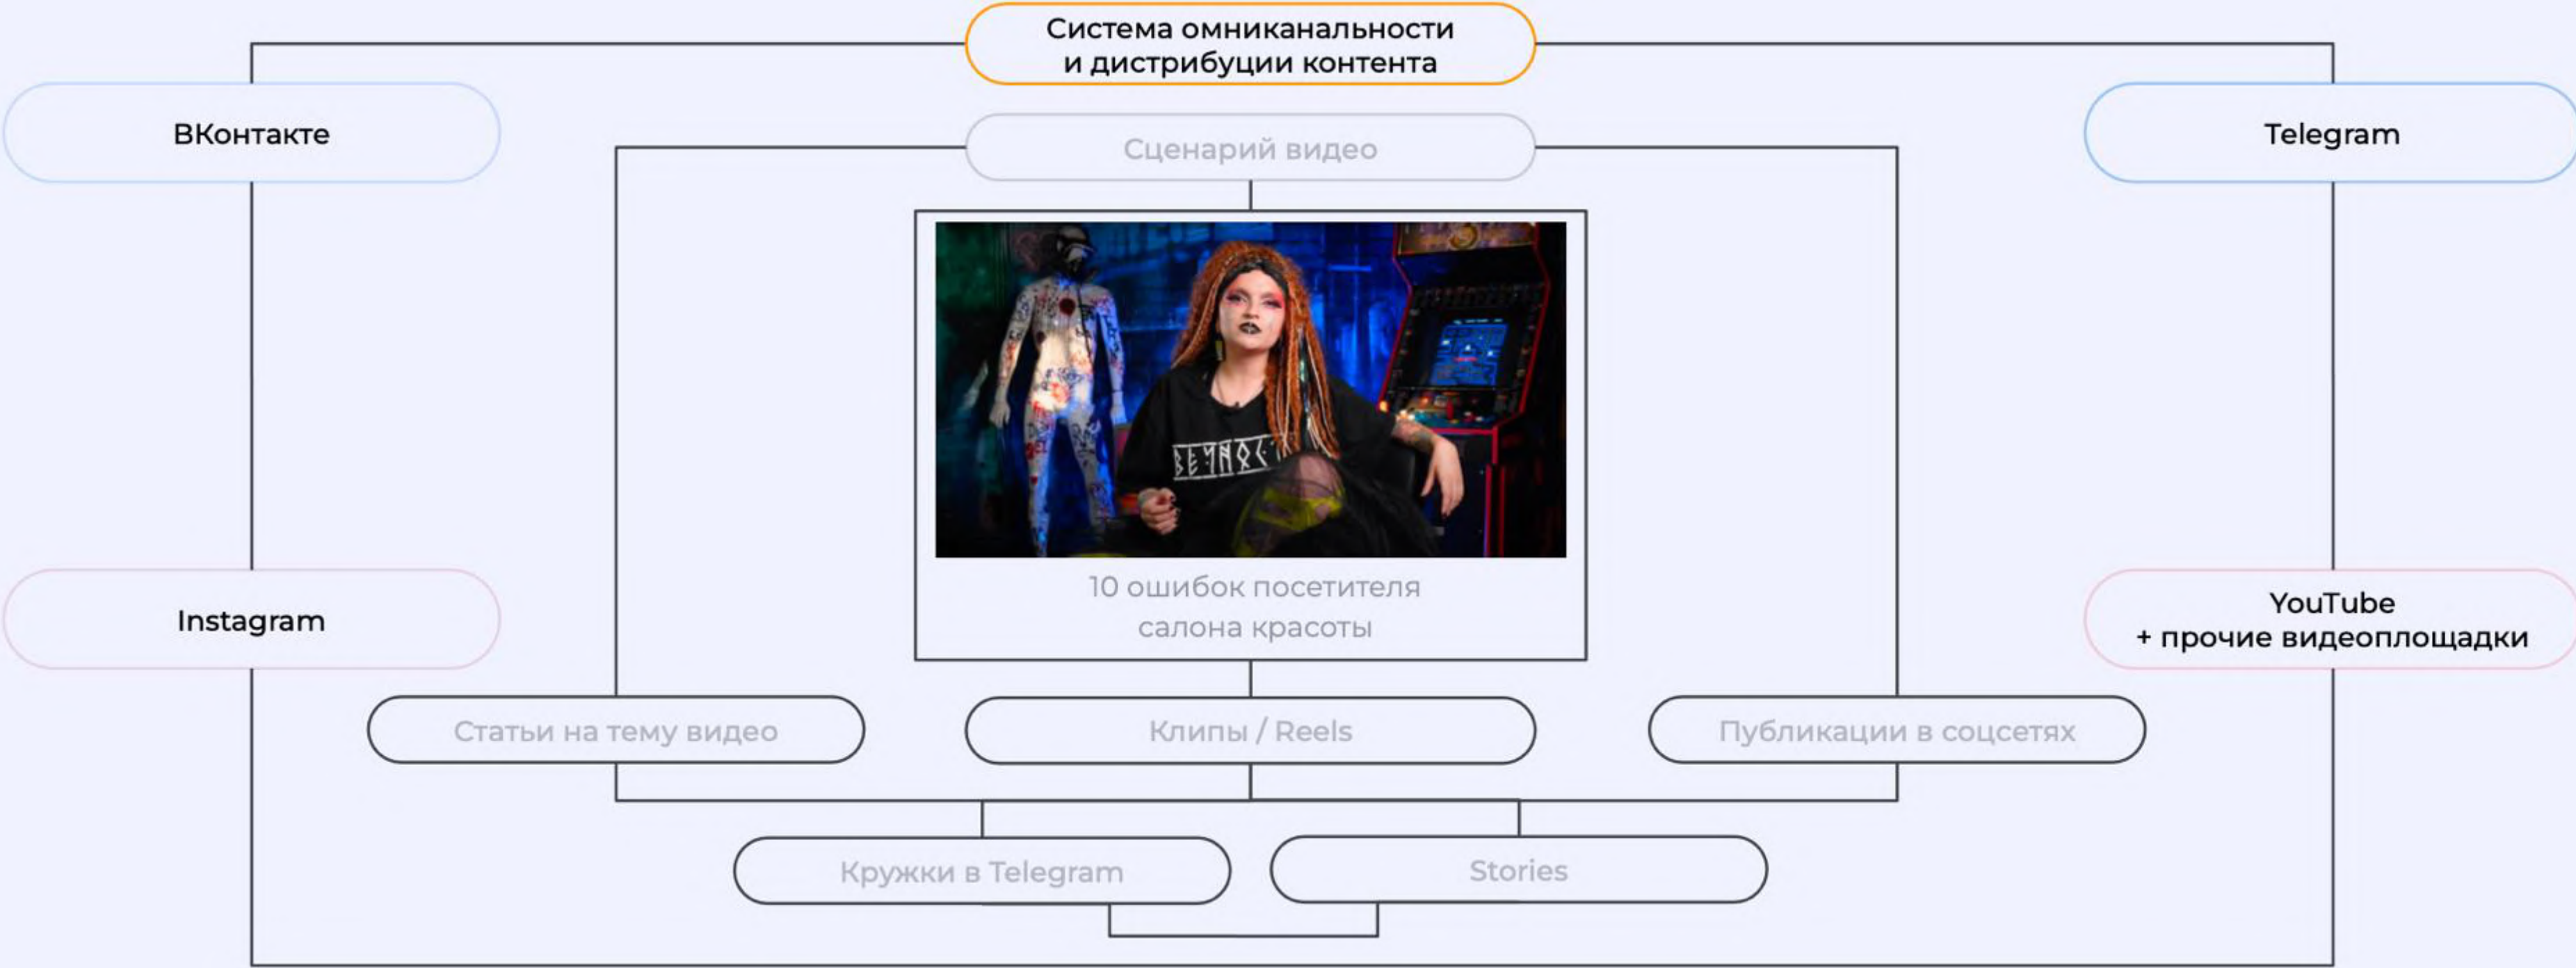 Система омниканальности
и дистрибуции контента
ВКонтакте
Telegram
Сценарий видео
10 ошибок посетителя
салона красоты
Instagram
YouTube
+ прочие видеоплощадки
Статьи на тему видео
Клипы / Reels
Публикации в соцсетях
Кружки в Telegram
Stories